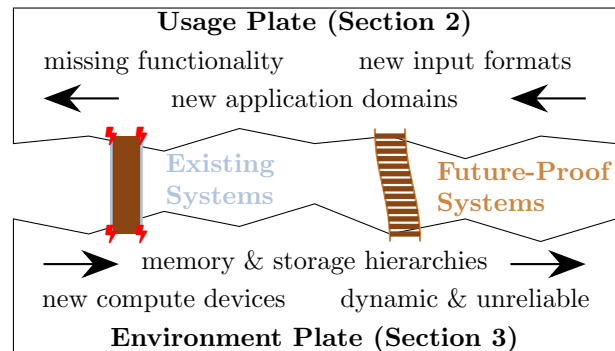 Usage Plate (Section 2)
missing functionality new input formats
new application domains
Existing Systems
Future-Proof Systems
memory & storage hierarchies
new compute devices dynamic & unreliable
Environment Plate (Section 3)